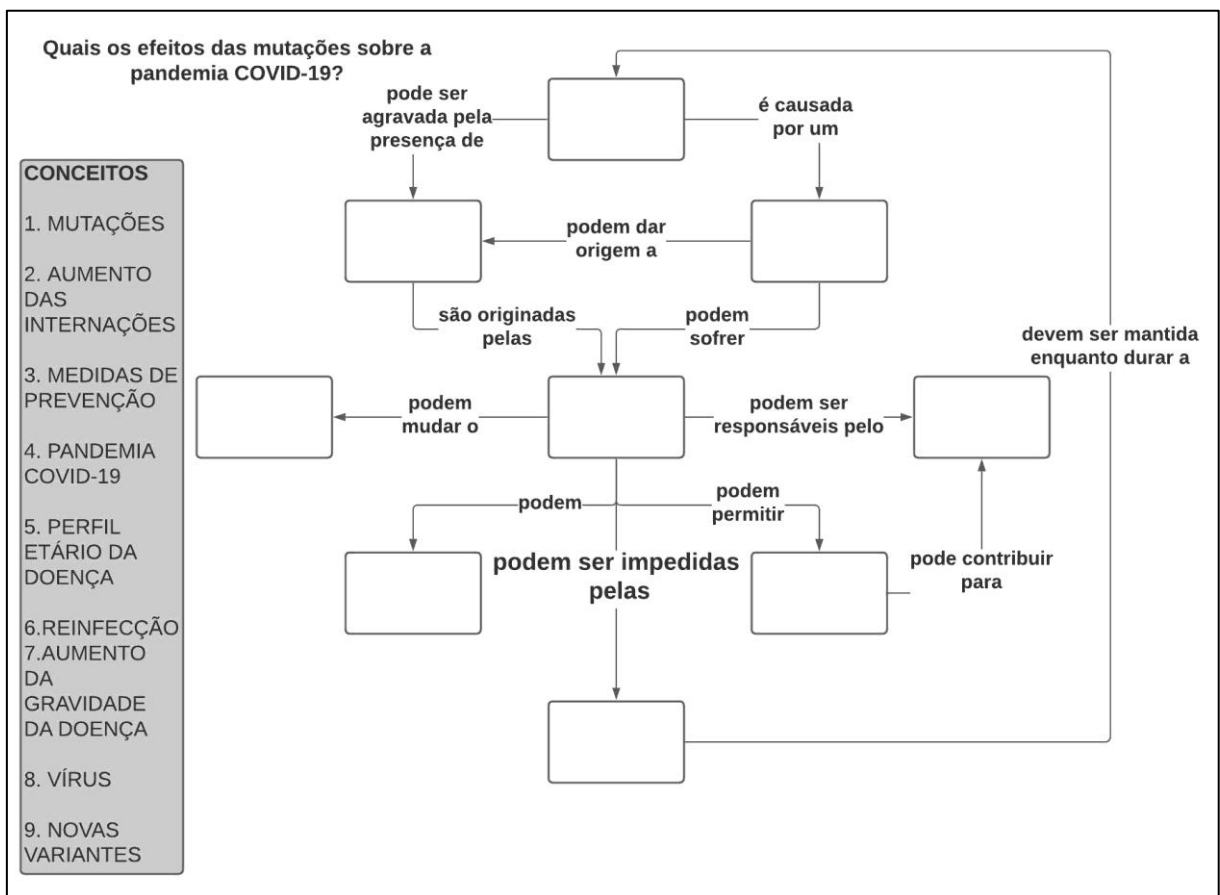 Quais os efeitos das mutações sobre a
pandemia COVID-19?
pode ser
agravada pela
presença de
é causada
por um
CONCEITOS
1. MUTAÇÕES
2. AUMENTO
DAS
INTERNAÇÕES
3. MEDIDAS DE
PREVENÇÃO
4. PANDEMIA
COVID-19
5. PERFIL
ETÁRIO DA
DOENÇA
6.REINFECÇÃO
7.AUMENTO
DA
GRAVIDADE
DA DOENÇA
8. VÍRUS
9. NOVAS
VARIANTES
podem dar
origem a
são originadas
pelas
podem
sofrer
devem ser mantida
enquanto durar a
podem
mudar o
podem ser
responsáveis pelo
podem
podem
permitir
podem ser impedidas
pelas
pode contribuir
para